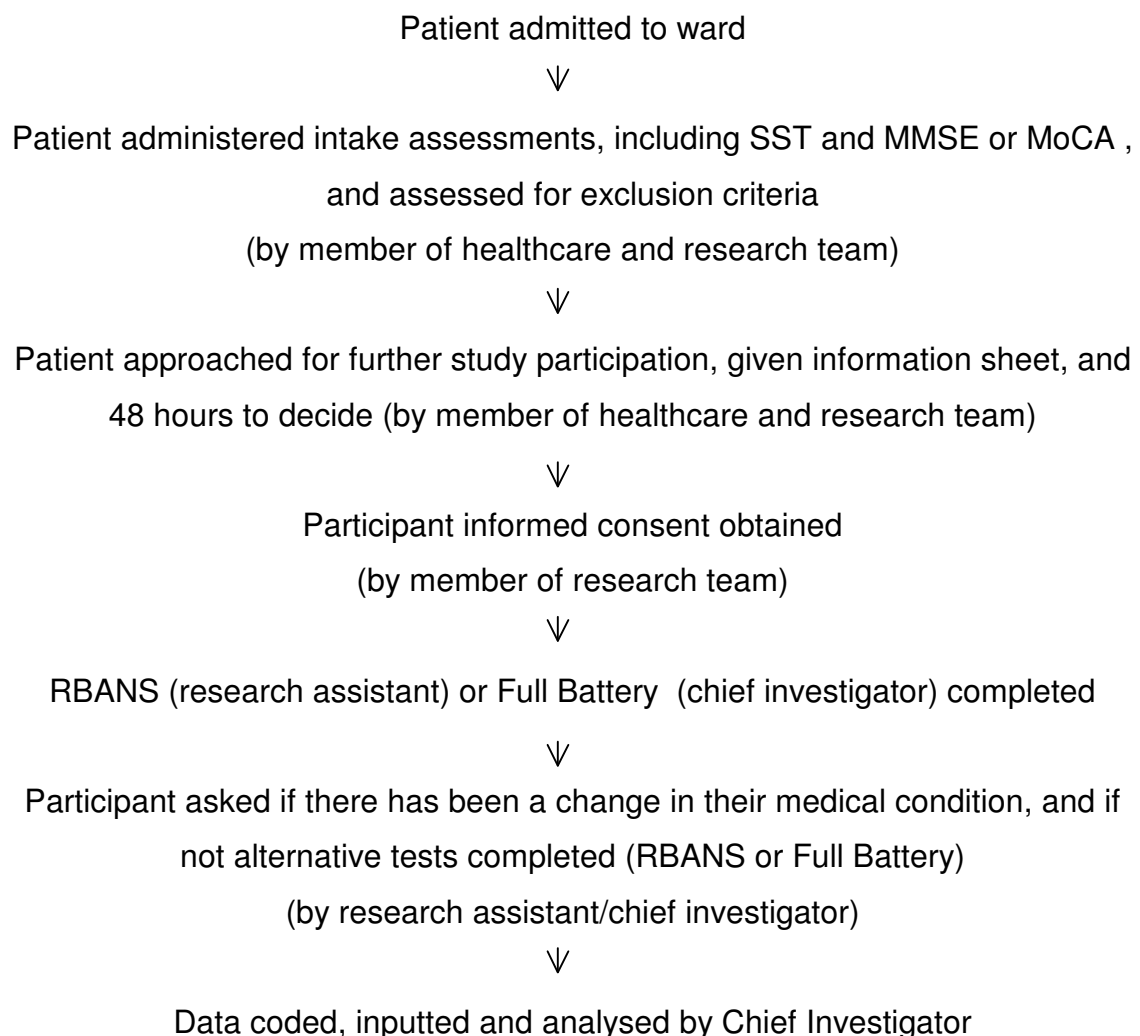 Patient admitted to ward
Patient administered intake assessments, including SST and MMSE or MoCA ,
and assessed for exclusion criteria
(by member of healthcare and research team)
Patient approached for further study participation, given information sheet, and
48 hours to decide (by member of healthcare and research team)
Participant informed consent obtained
(by member of research team)
RBANS (research assistant) or Full Battery (chief investigator) completed
Participant asked if there has been a change in their medical condition, and if
not alternative tests completed (RBANS or Full Battery)
(by research assistant/chief investigator)
Data coded, inputted and analysed by Chief Investigator